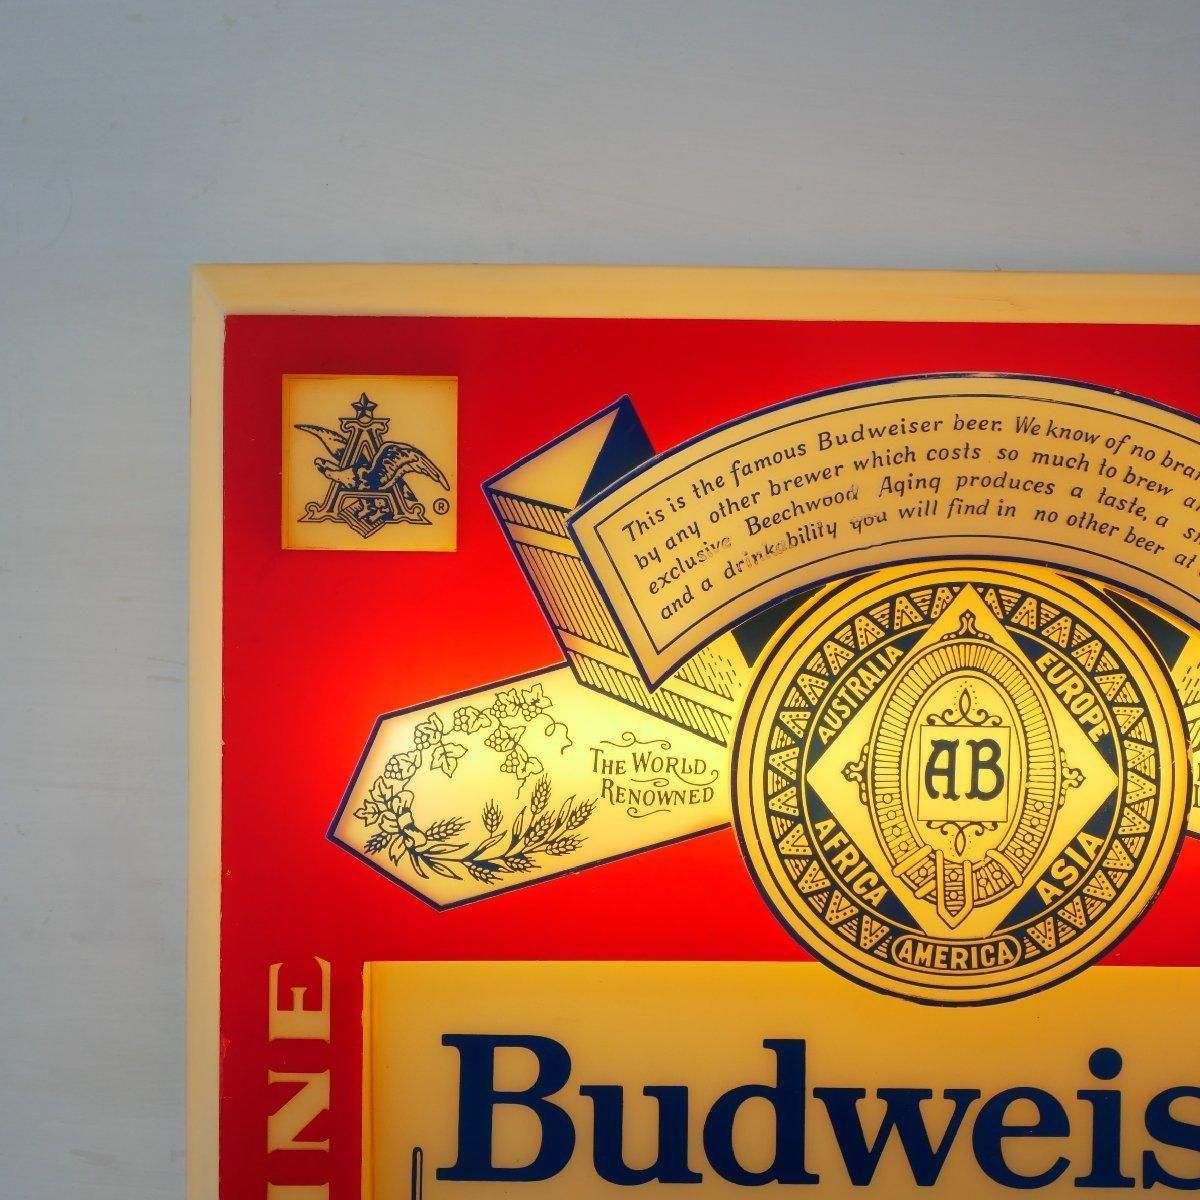 This is the famous Budweiser beer. We know of no
by any other brewer which costs so much to brew
exclusive Beechwood Aging produces a taste, a
and a drinkability you will find in no other beer at
THE WORLD
RENOWNED
AUSTRALIA
EUROPE
AB
AFRICA
ASIA
AMERICA
®
INE
Budweis